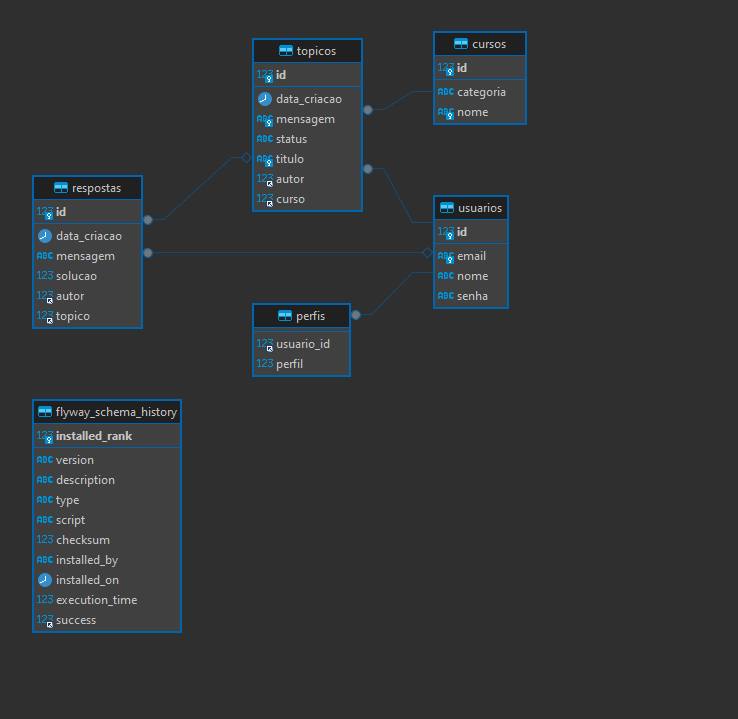 topicos
123 id
data_criacao
ABC mensagem
ABC status
ABC titulo
123 autor
123 curso
cursos
123 id
ABC categoria
ABC nome
respostas
123 id
data_criacao
ABC mensagem
123 solucao
123 autor
123 topico
usuarios
123 id
ABC email
ABC nome
ABC senha
perfis
123 usuario_id
123 perfil
flyway_schema_history
123 installed_rank
ABC version
ABC description
ABC type
ABC script
123 checksum
ABC installed_by
installed_on
123 execution_time
123 success